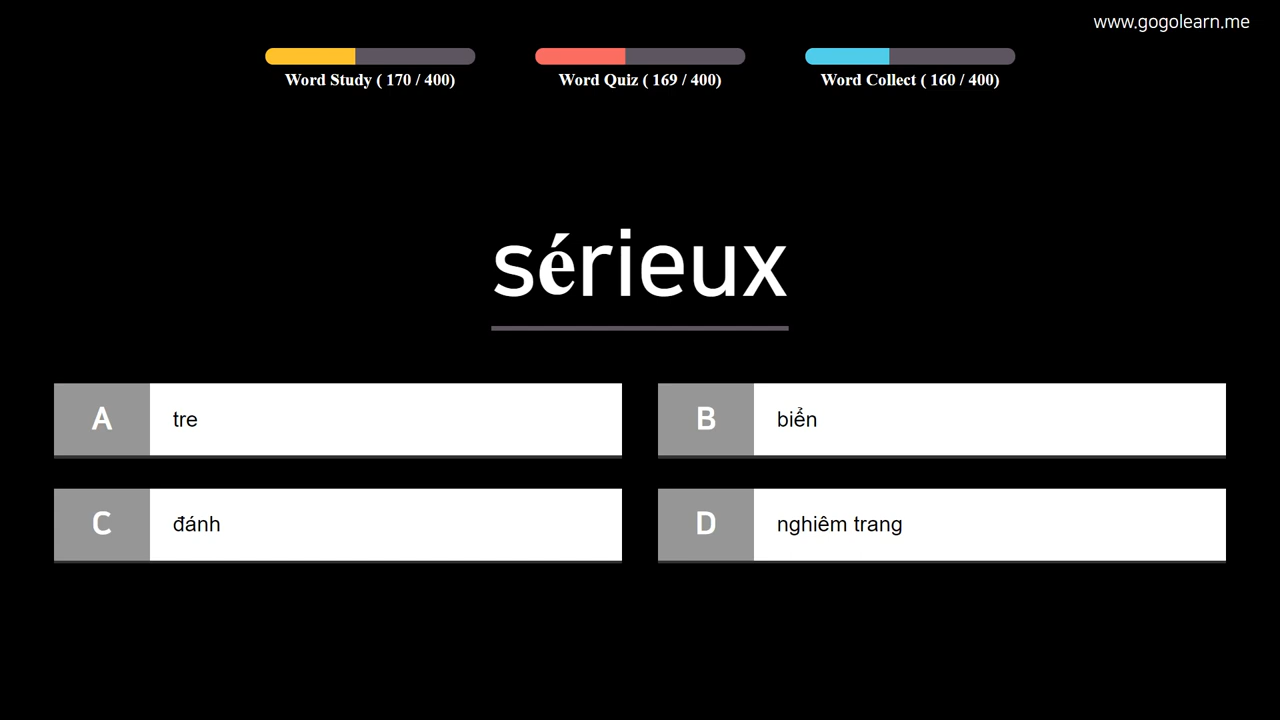 www.gogolearn.me
Word Study ( 170 / 400)
Word Quiz ( 169 / 400)
Word Collect ( 160 / 400)
sérieux
A tre
B biển
C đánh
D nghiêm trang